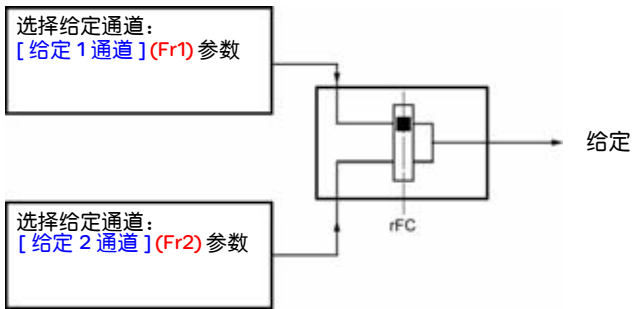 选择给定通道：
[ 给定 1 通道 ] (Fr1) 参数
给定
选择给定通道：
[ 给定 2 通道 ] (Fr2) 参数
rFC